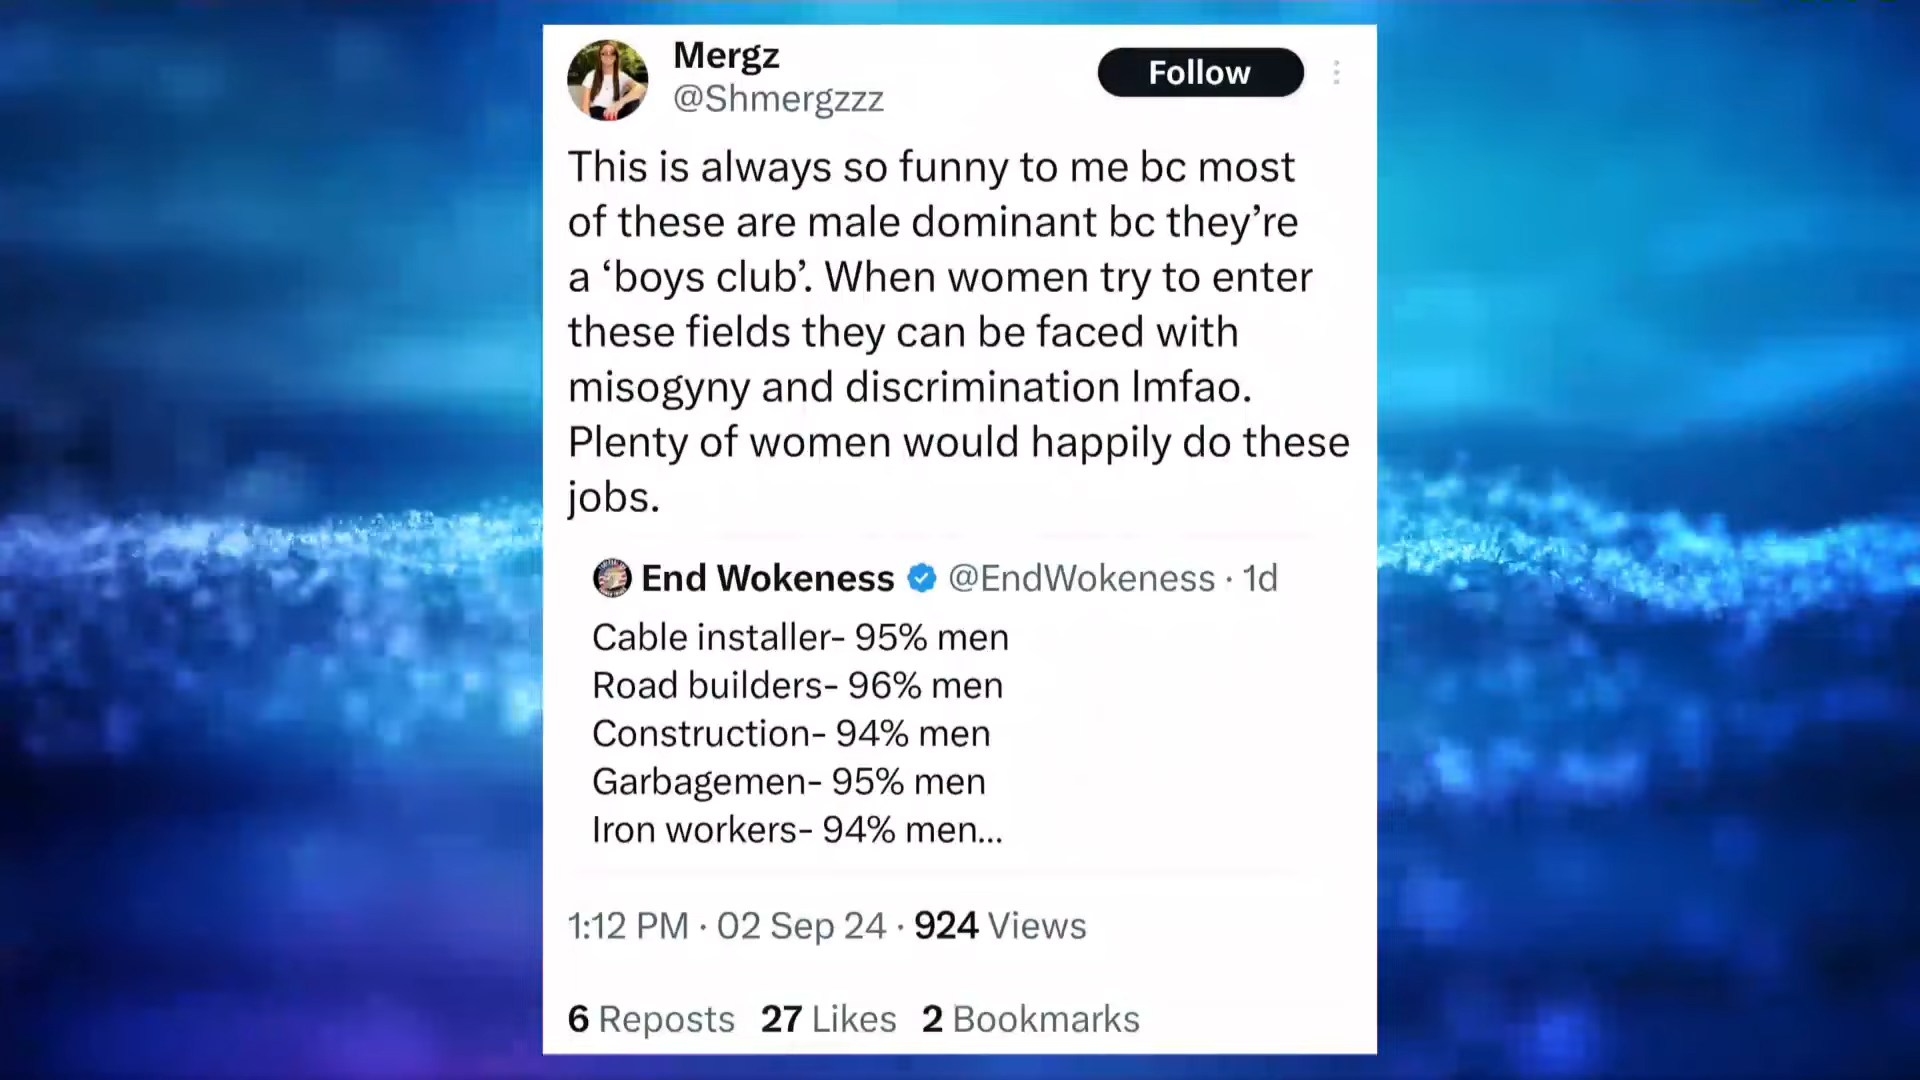 Mergz
@Shmergzzz
Follow
This is always so funny to me bc most
of these are male dominant bc they’re
a ‘boys club’. When women try to enter
these fields they can be faced with
misogyny and discrimination lmfao.
Plenty of women would happily do these
jobs.
End Wokeness @EndWokeness · 1d
Cable installer- 95% men
Road builders- 96% men
Construction- 94% men
Garbagemen- 95% men
Iron workers- 94% men...
1:12 PM · 02 Sep 24 · 924 Views
6 Reposts 27 Likes 2 Bookmarks